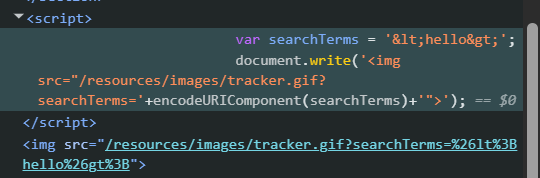 <script>
var searchTerms = '&lt;hello&gt;';
document.write('<img
src="/resources/images/tracker.gif?
searchTerms='+encodeURIComponent(searchTerms)+'">'); == $0
</script>
<img src="/resources/images/tracker.gif?searchTerms=%26lt%3B
hello%26gt%3B">